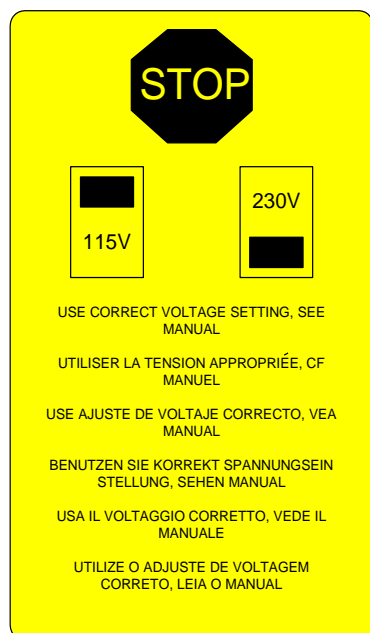 STOP
115V
230V
USE CORRECT VOLTAGE SETTING, SEE
MANUAL
UTILISER LA TENSION APPROPRIÉE, CF
MANUEL
USE AJUSTE DE VOLTAJE CORRECTO, VEA
MANUAL
BENUTZEN SIE KORREKT SPANNUNGSEIN
STELLUNG, SEHEN MANUAL
USA IL VOLTAGGIO CORRETTO, VEDE IL
MANUALE
UTILIZE O ADJUSTE DE VOLTAGEM
CORRETO, LEIA O MANUAL